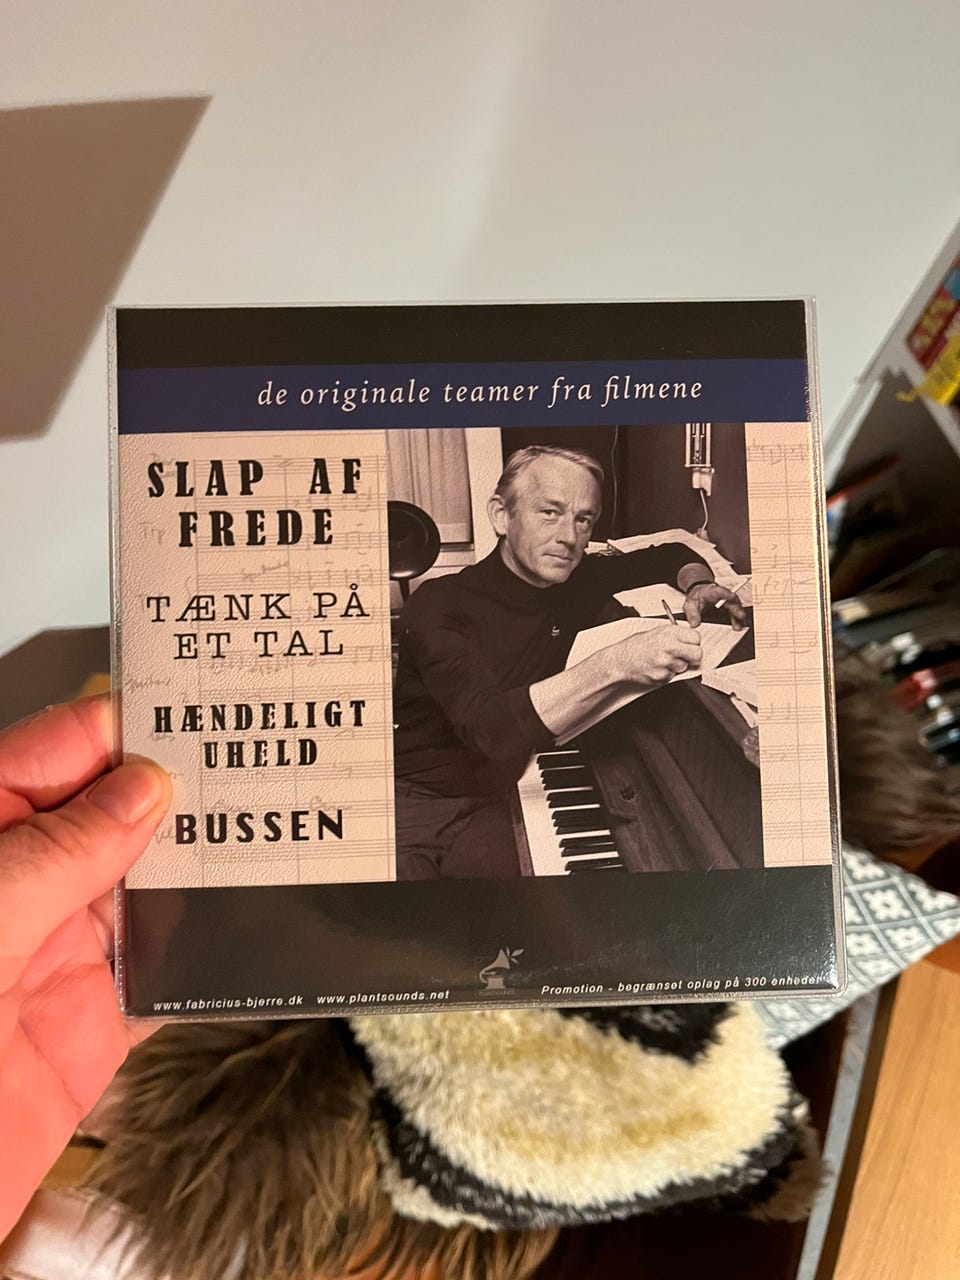 de originale teamer fra filmene
SLAP AF
FREDE
TÆNK PÅ
ET TAL
HÆNDELIGT
UHELD
BUSSEN
PLANTSOUNDS
www.fabricius-bjerre.dk www.plantsounds.net
Promotion - begrænset oplag på 300 enheder